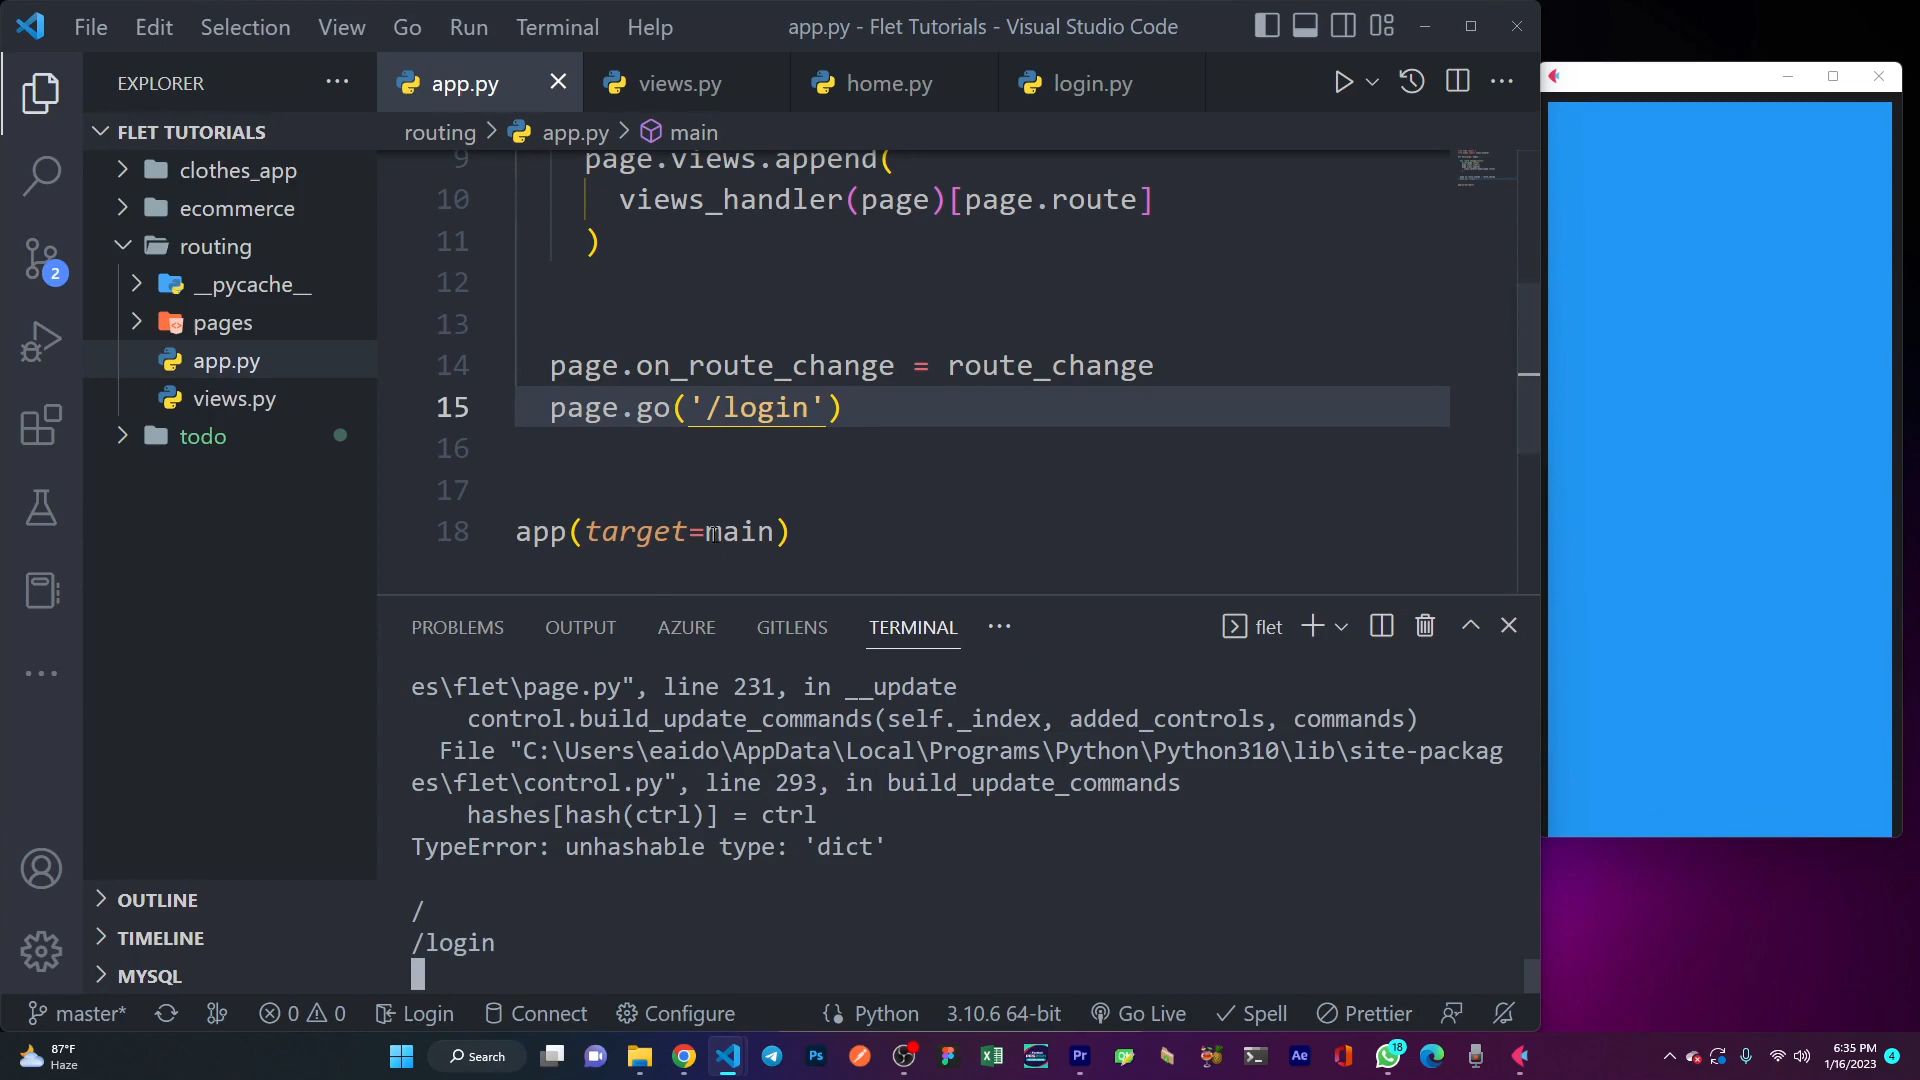 File Edit Selection View Go Run Terminal Help
app.py - Flet Tutorials - Visual Studio Code
EXPLORER
app.py
views.py
home.py
login.py
FLET TUTORIALS
routing > app.py > main
clothes_app
ecommerce
routing
__pycache__
pages
app.py
views.py
todo
2
9 page.views.append(
10 views_handler(page)[page.route]
11 )
12
13
14 page.on_route_change = route_change
15 page.go('/login')
16
17
18 app(target=main)
PROBLEMS OUTPUT AZURE GITLENS TERMINAL
flet
es\flet\page.py", line 231, in __update
control.build_update_commands(self._index, added_controls, commands)
File "C:\Users\eaido\AppData\Local\Programs\Python\Python310\lib\site-packag
es\flet\control.py", line 293, in build_update_commands
hashes[hash(ctrl)] = ctrl
TypeError: unhashable type: 'dict'
/
/login
OUTLINE
TIMELINE
MYSQL
master* 0 0 Login Connect Configure Python 3.10.6 64-bit Go Live Spell Prettier
87°F
Haze
Search
Ps
Pr
Ae
18
6:35 PM
1/16/2023
4